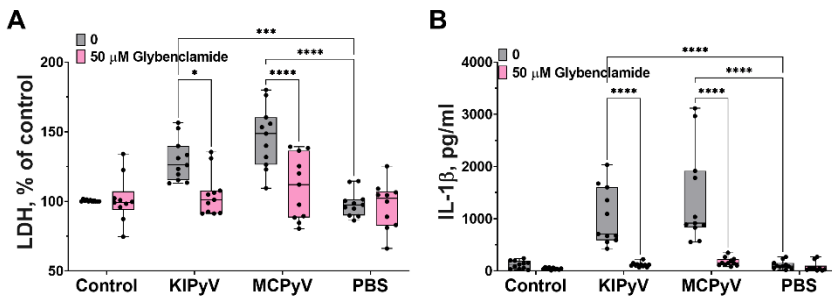 A
0
50 μM Glybenclamide
***
****
*
****
LDH, % of control
200
150
100
50
Control KIPyV MCPyV PBS
B
0
50 μM Glybenclamide
****
****
****
****
IL-1β, pg/ml
4000
3000
2000
1000
0
Control KIPyV MCPyV PBS